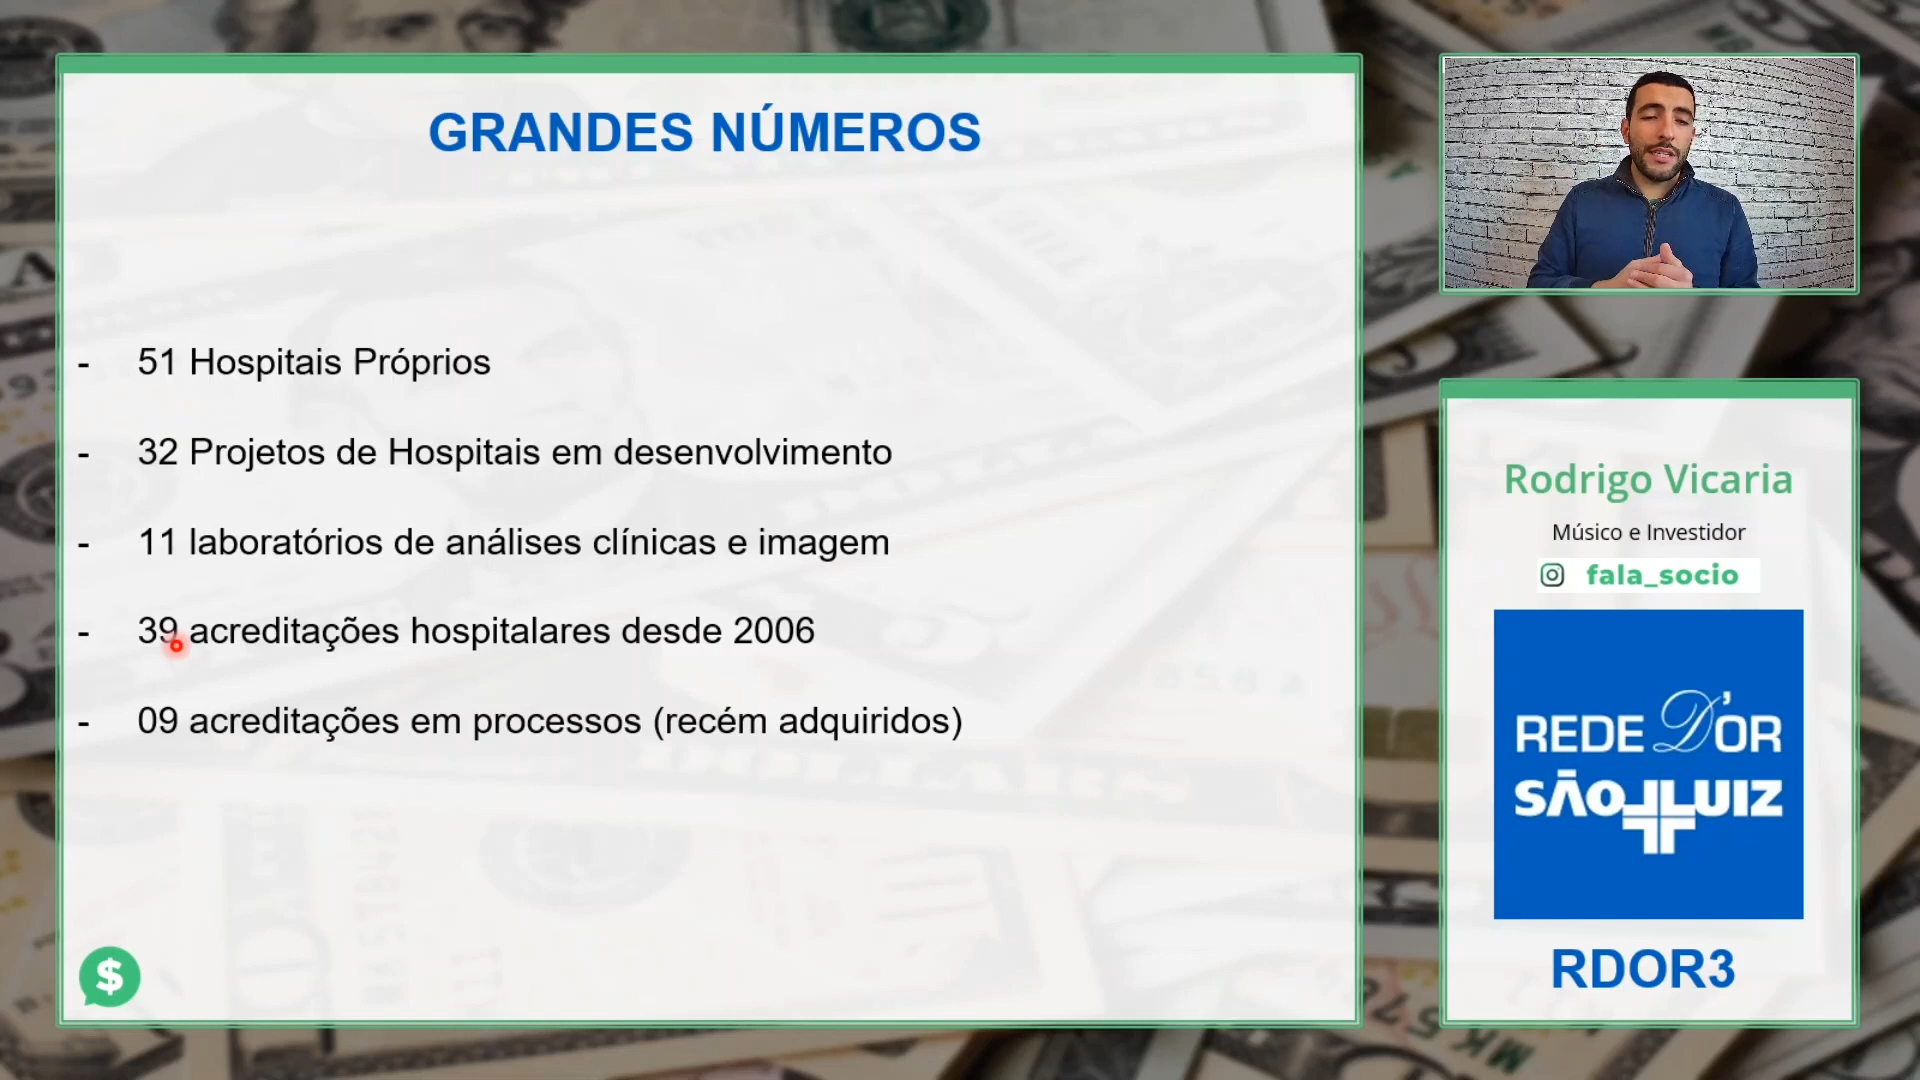 GRANDES NÚMEROS
- 51 Hospitais Próprios
- 32 Projetos de Hospitais em desenvolvimento
- 11 laboratórios de análises clínicas e imagem
- 39 acreditações hospitalares desde 2006
- 09 acreditações em processos (recém adquiridos)
$
Rodrigo Vicaria
Músico e Investidor
fala_socio
REDE D'OR
SÃO LUIZ
RDOR3